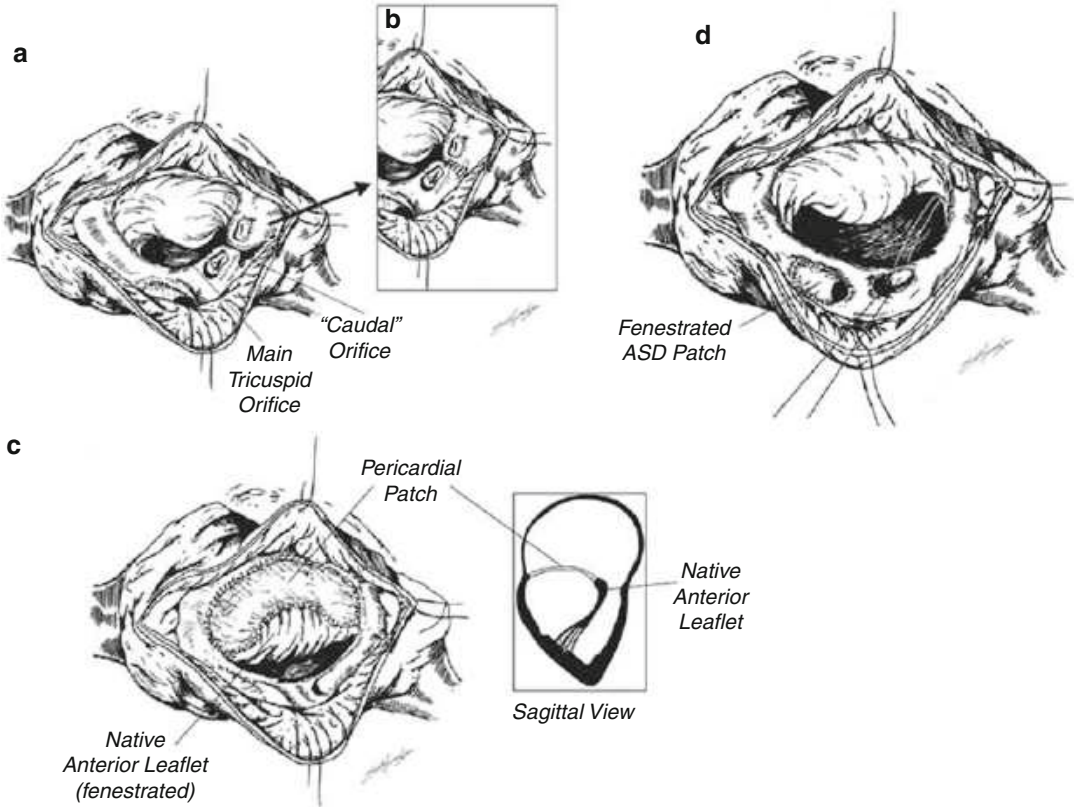 a
b
"Caudal"
Orifice
Main
Tricuspid
Orifice
d
Fenestrated
ASD Patch
c
Pericardial
Patch
Native
Anterior
Leaflet
Sagittal View
Native
Anterior Leaflet
(fenestrated)